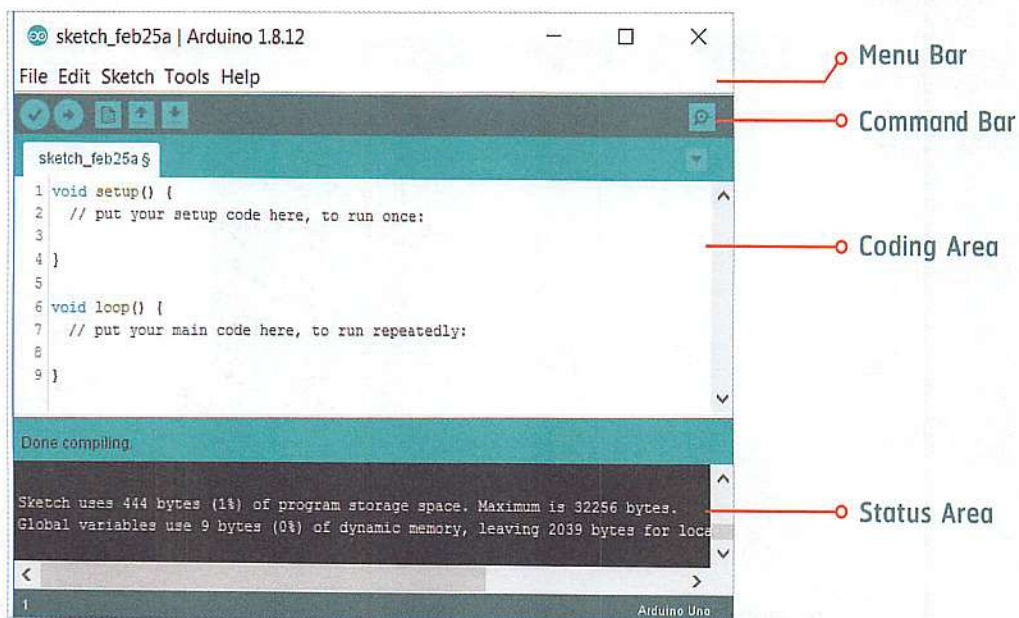 sketch_feb25a | Arduino 1.8.12
Menu Bar
File Edit Sketch Tools Help
Command Bar
sketch_feb25a §
1 void setup() {
2 // put your setup code here, to run once:
3
4 }
5
6 void loop() {
7 // put your main code here, to run repeatedly:
8
9 }
Coding Area
Done compiling.
Sketch uses 444 bytes (1%) of program storage space. Maximum is 32256 bytes.
Global variables use 9 bytes (0%) of dynamic memory, leaving 2039 bytes for loca
Status Area
1
Arduino Uno